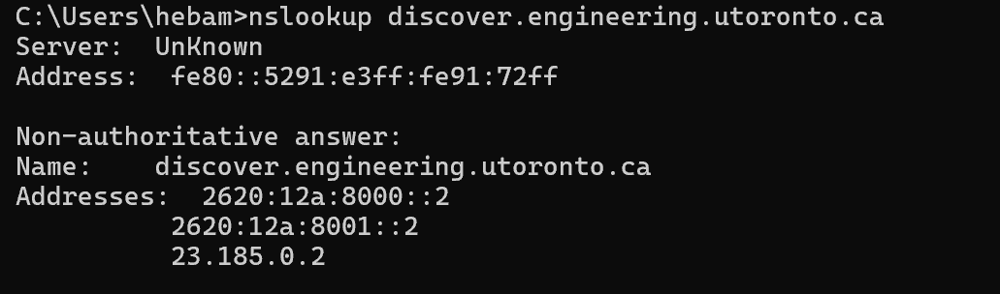 C:\Users\hebam>nslookup discover.engineering.utoronto.ca
Server:  UnKnown
Address:  fe80::5291:e3ff:fe91:72ff

Non-authoritative answer:
Name:    discover.engineering.utoronto.ca
Addresses:  2620:12a:8000::2
          2620:12a:8001::2
          23.185.0.2